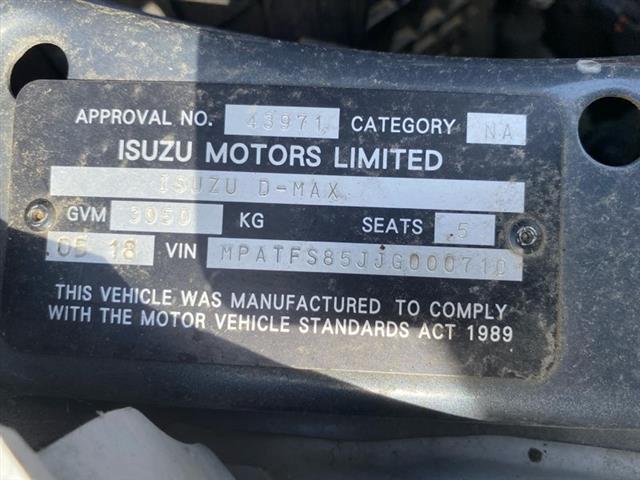 APPROVAL NO. 43971 CATEGORY NA
ISUZU MOTORS LIMITED
ISUZU D-MAX
GVM 3050 KG SEATS 5
05 18 VIN MPATFS85JJG000710
THIS VEHICLE WAS MANUFACTURED TO COMPLY
WITH THE MOTOR VEHICLE STANDARDS ACT 1989